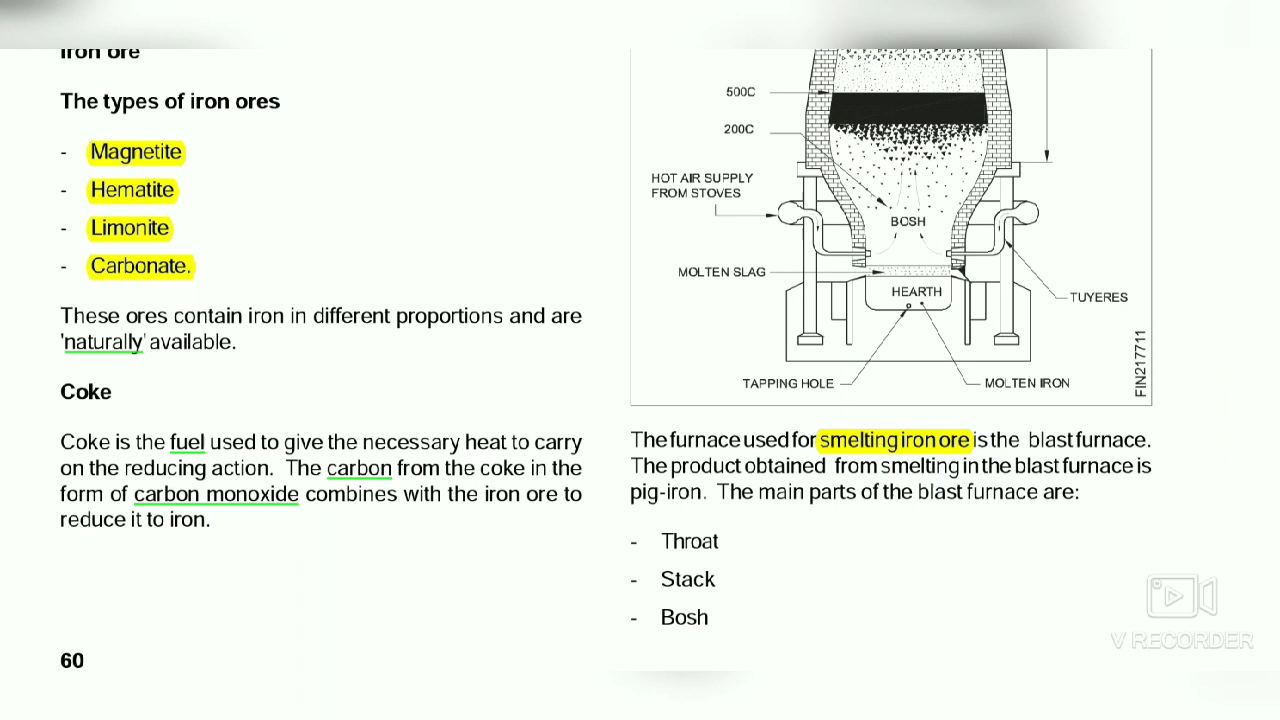 Iron ore
The types of iron ores
- Magnetite
- Hematite
- Limonite
- Carbonate.
These ores contain iron in different proportions and are
'naturally' available.
Coke
Coke is the fuel used to give the necessary heat to carry
on the reducing action. The carbon from the coke in the
form of carbon monoxide combines with the iron ore to
reduce it to iron.
60
500C
200C
HOT AIR SUPPLY
FROM STOVES
BOSH
MOLTEN SLAG
HEARTH
TUYERES
TAPPING HOLE
MOLTEN IRON
FIN217711
The furnace used for smelting iron ore is the blast furnace.
The product obtained from smelting in the blast furnace is
pig-iron. The main parts of the blast furnace are:
- Throat
- Stack
- Bosh
V RECORDER